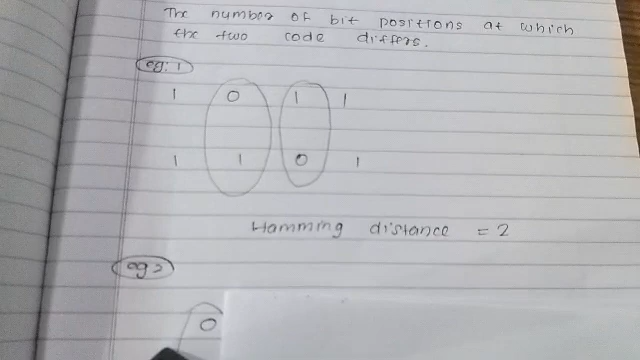 The number of bit positions at which
the two code differs.
eg: 1
1 0 1 1
1 1 0 1
Hamming distance = 2
eg 2
0